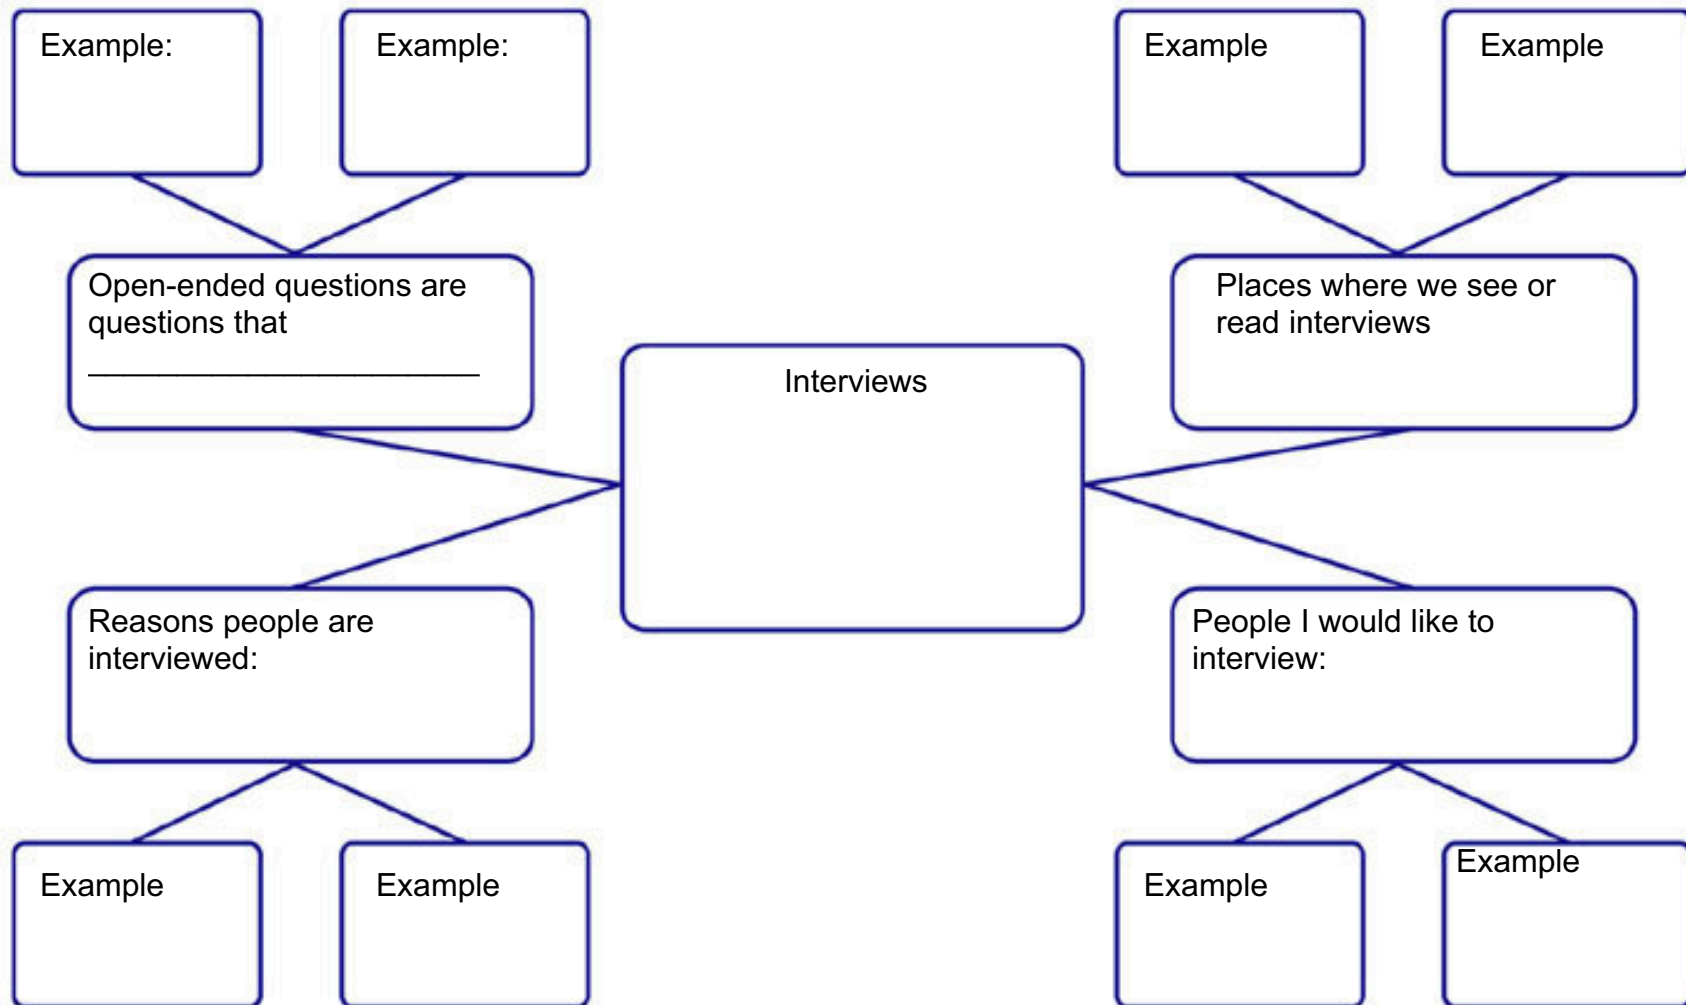 Example:
Example:
Example
Example
Open-ended questions are
questions that
______________________
Places where we see or
read interviews
Interviews
Reasons people are
interviewed:
People I would like to
interview:
Example
Example
Example
Example